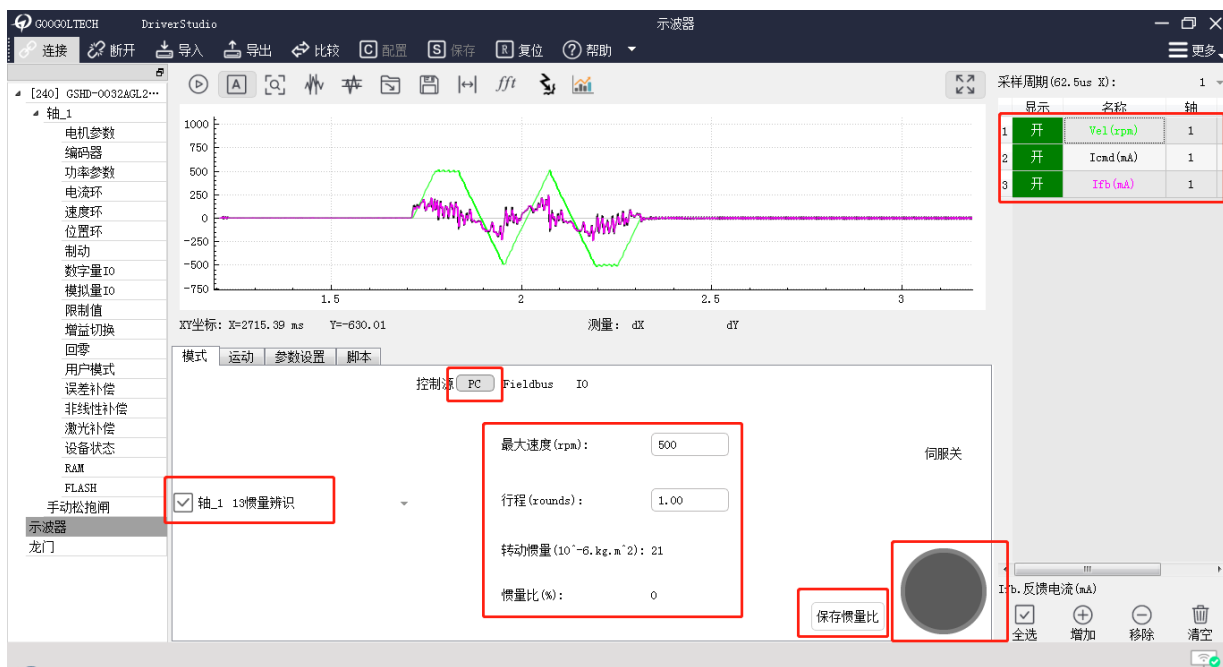 GOOGOLTECH DriverStudio 示波器
连接 断开 导入 导出 比较 C 配置 S 保存 R 复位 ? 帮助 更多
A fft 采样周期(62.5us X): 1
[240] GSHD-0032AGL2…
轴_1
电机参数
编码器
功率参数
电流环
速度环
位置环
制动
数字量IO
模拟量IO
限制值
增益切换
回零
用户模式
误差补偿
非线性补偿
激光补偿
设备状态
RAM
FLASH
手动松抱闸
示波器
龙门
1000
750
500
250
0
-250
-500
-750
1.5 2 2.5 3
XY坐标: X=2715.39 ms Y=-630.01 测量: dX dY
显示 名称 轴
1 开 Vel(rpm) 1
2 开 Icmd(mA) 1
3 开 Ifb(mA) 1
模式 运动 参数设置 脚本
控制源 PC Fieldbus IO
最大速度(rpm): 500
伺服关
轴_1 13惯量辨识
行程(rounds): 1.00
转动惯量(10^-6.kg.m^2): 21
惯量比(%): 0
保存惯量比
Ifb.反馈电流(mA)
全选 增加 移除 清空